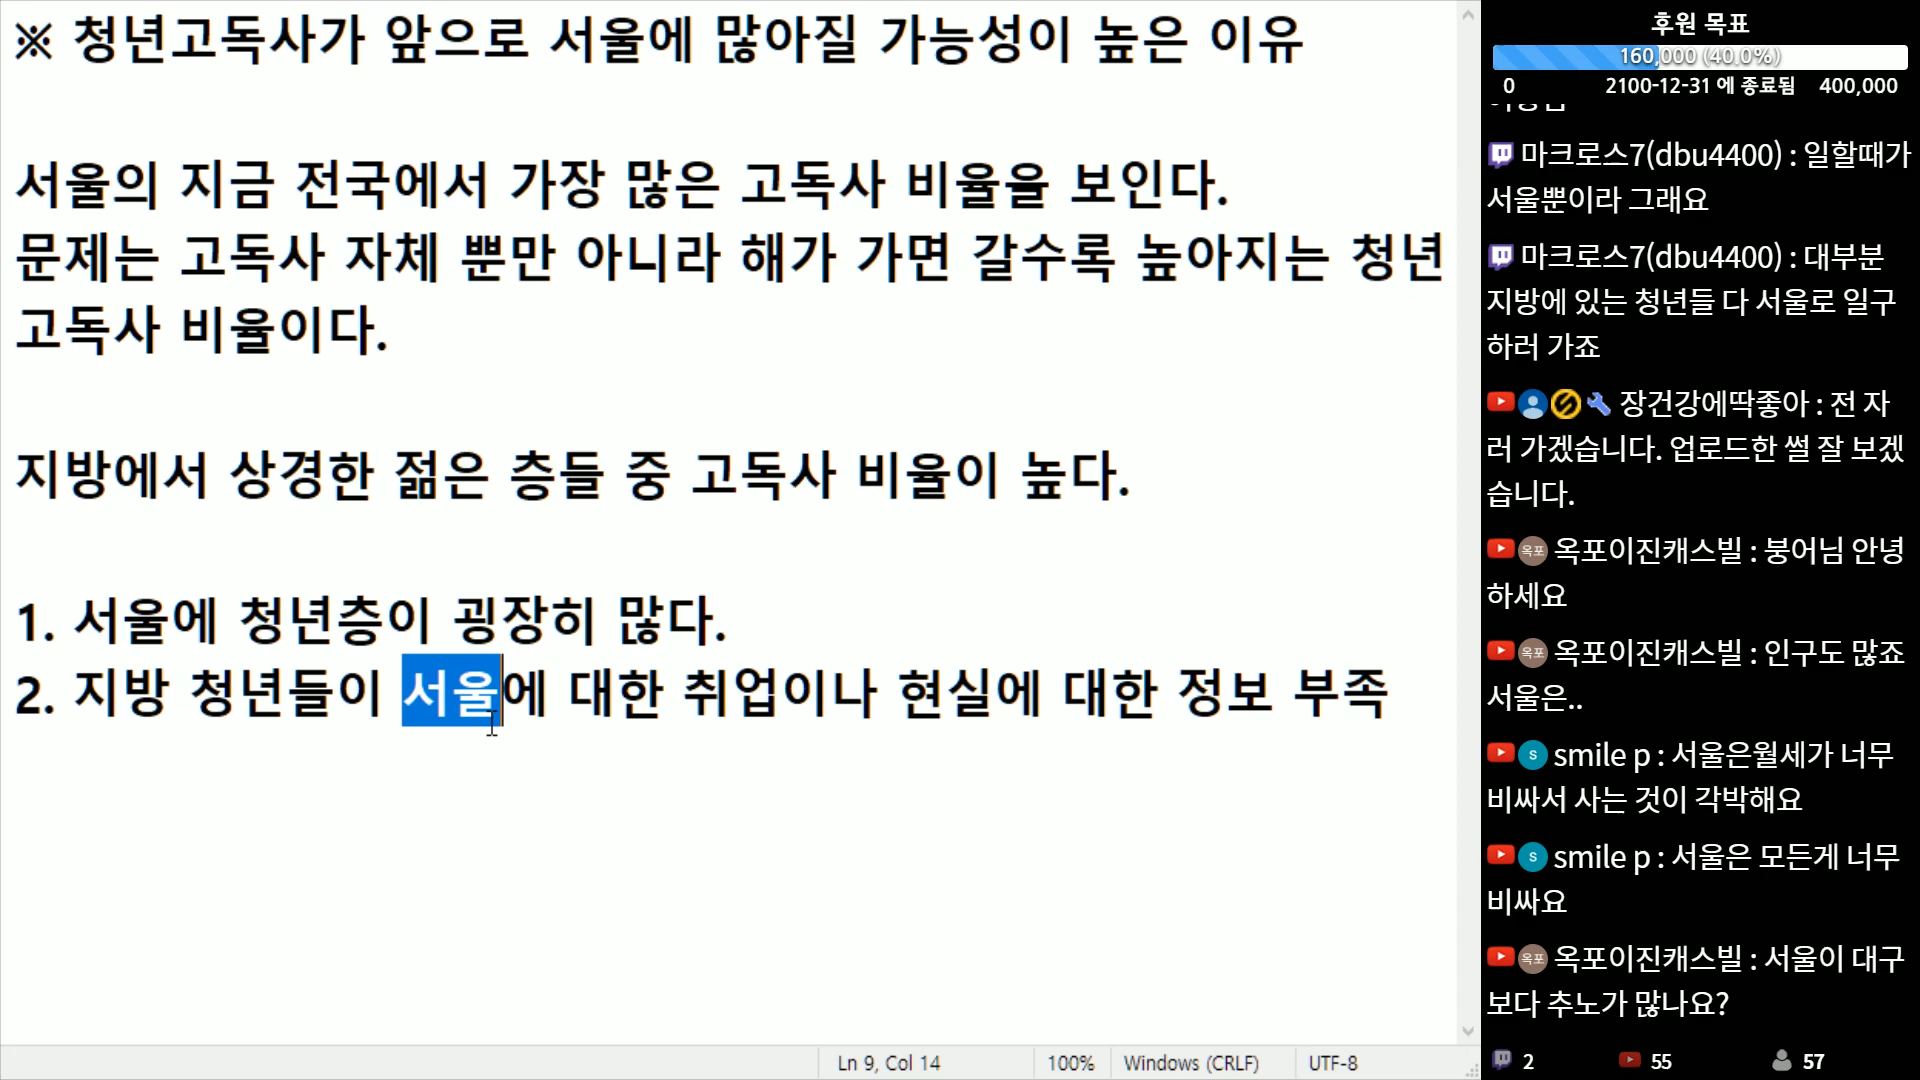 ※ 청년고독사가 앞으로 서울에 많아질 가능성이 높은 이유
서울의 지금 전국에서 가장 많은 고독사 비율을 보인다.
문제는 고독사 자체 뿐만 아니라 해가 가면 갈수록 높아지는 청년
고독사 비율이다.
지방에서 상경한 젊은 층들 중 고독사 비율이 높다.
1. 서울에 청년층이 굉장히 많다.
2. 지방 청년들이 서울에 대한 취업이나 현실에 대한 정보 부족
Ln 9, Col 14
100%
Windows (CRLF)
UTF-8
후원 목표
160,000 (40.0%)
0 2100-12-31 에 종료됨 400,000
마크로스7(dbu4400) : 일할때가
서울뿐이라 그래요
마크로스7(dbu4400) : 대부분
지방에 있는 청년들 다 서울로 일구
하러 가죠
장건강에딱좋아 : 전 자
러 가겠습니다. 업로드한 썰 잘 보겠
습니다.
옥포 옥포이진캐스빌 : 붕어님 안녕
하세요
옥포 옥포이진캐스빌 : 인구도 많죠
서울은..
s smile p : 서울은월세가 너무
비싸서 사는 것이 각박해요
s smile p : 서울은 모든게 너무
비싸요
옥포 옥포이진캐스빌 : 서울이 대구
보다 추노가 많나요?
2 55 57